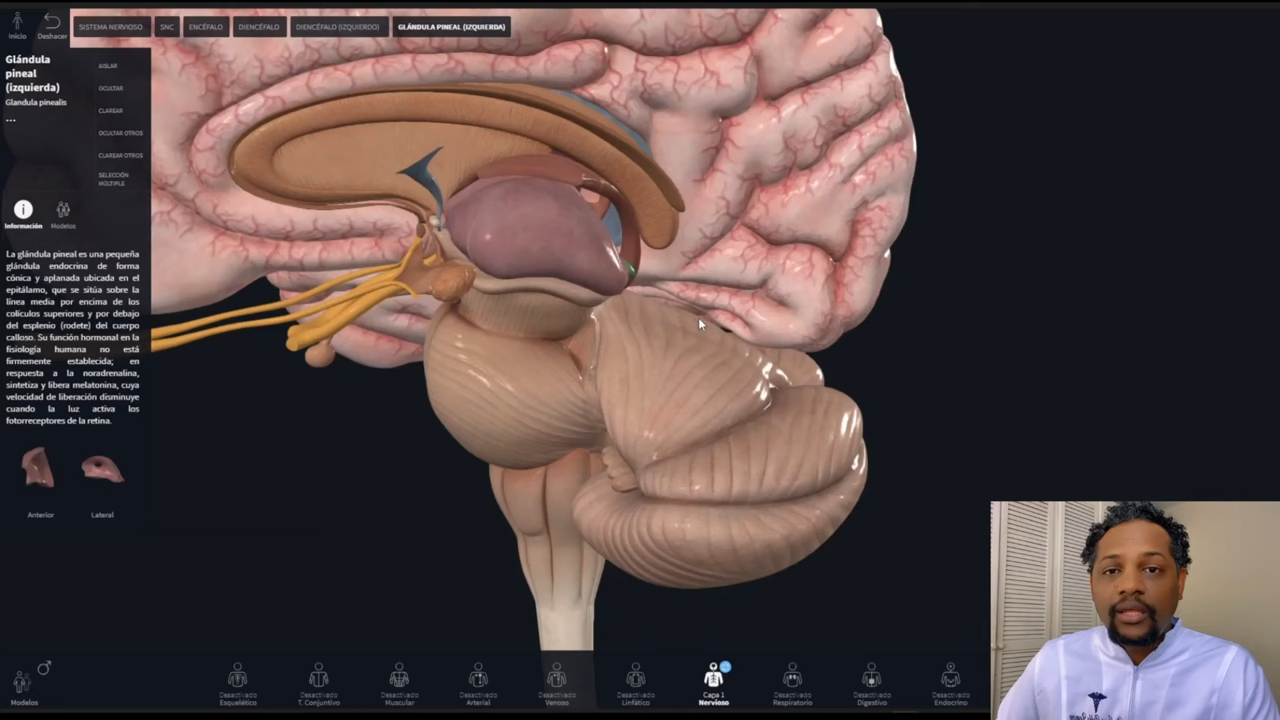 Inicio
Deshacer
SISTEMA NERVIOSO
SNC
ENCÉFALO
DIENCÉFALO
DIENCÉFALO (IZQUIERDO)
GLÁNDULA PINEAL (IZQUIERDA)
Glándula
pineal
(izquierda)
Glandula pinealis
...
AISLAR
OCULTAR
CLAREAR
OCULTAR OTROS
CLAREAR OTROS
SELECCIÓN
MÚLTIPLE
Información
Modelos
La glándula pineal es una pequeña
glándula endocrina de forma
cónica y aplanada ubicada en el
epitálamo, que se sitúa sobre la
línea media por encima de los
colículos superiores y por debajo
del esplenio (rodete) del cuerpo
calloso. Su función hormonal en la
fisiología humana no está
firmemente establecida; en
respuesta a la noradrenalina,
sintetiza y libera melatonina, cuya
velocidad de liberación disminuye
cuando la luz activa los
fotorreceptores de la retina.
Anterior
Lateral
Modelos
Desactivado
Esquelético
Desactivado
T. Conjuntivo
Desactivado
Muscular
Desactivado
Arterial
Desactivado
Venoso
Desactivado
Linfático
Capa 1
Nervioso
Desactivado
Respiratorio
Desactivado
Digestivo
Desactivado
Endocrino